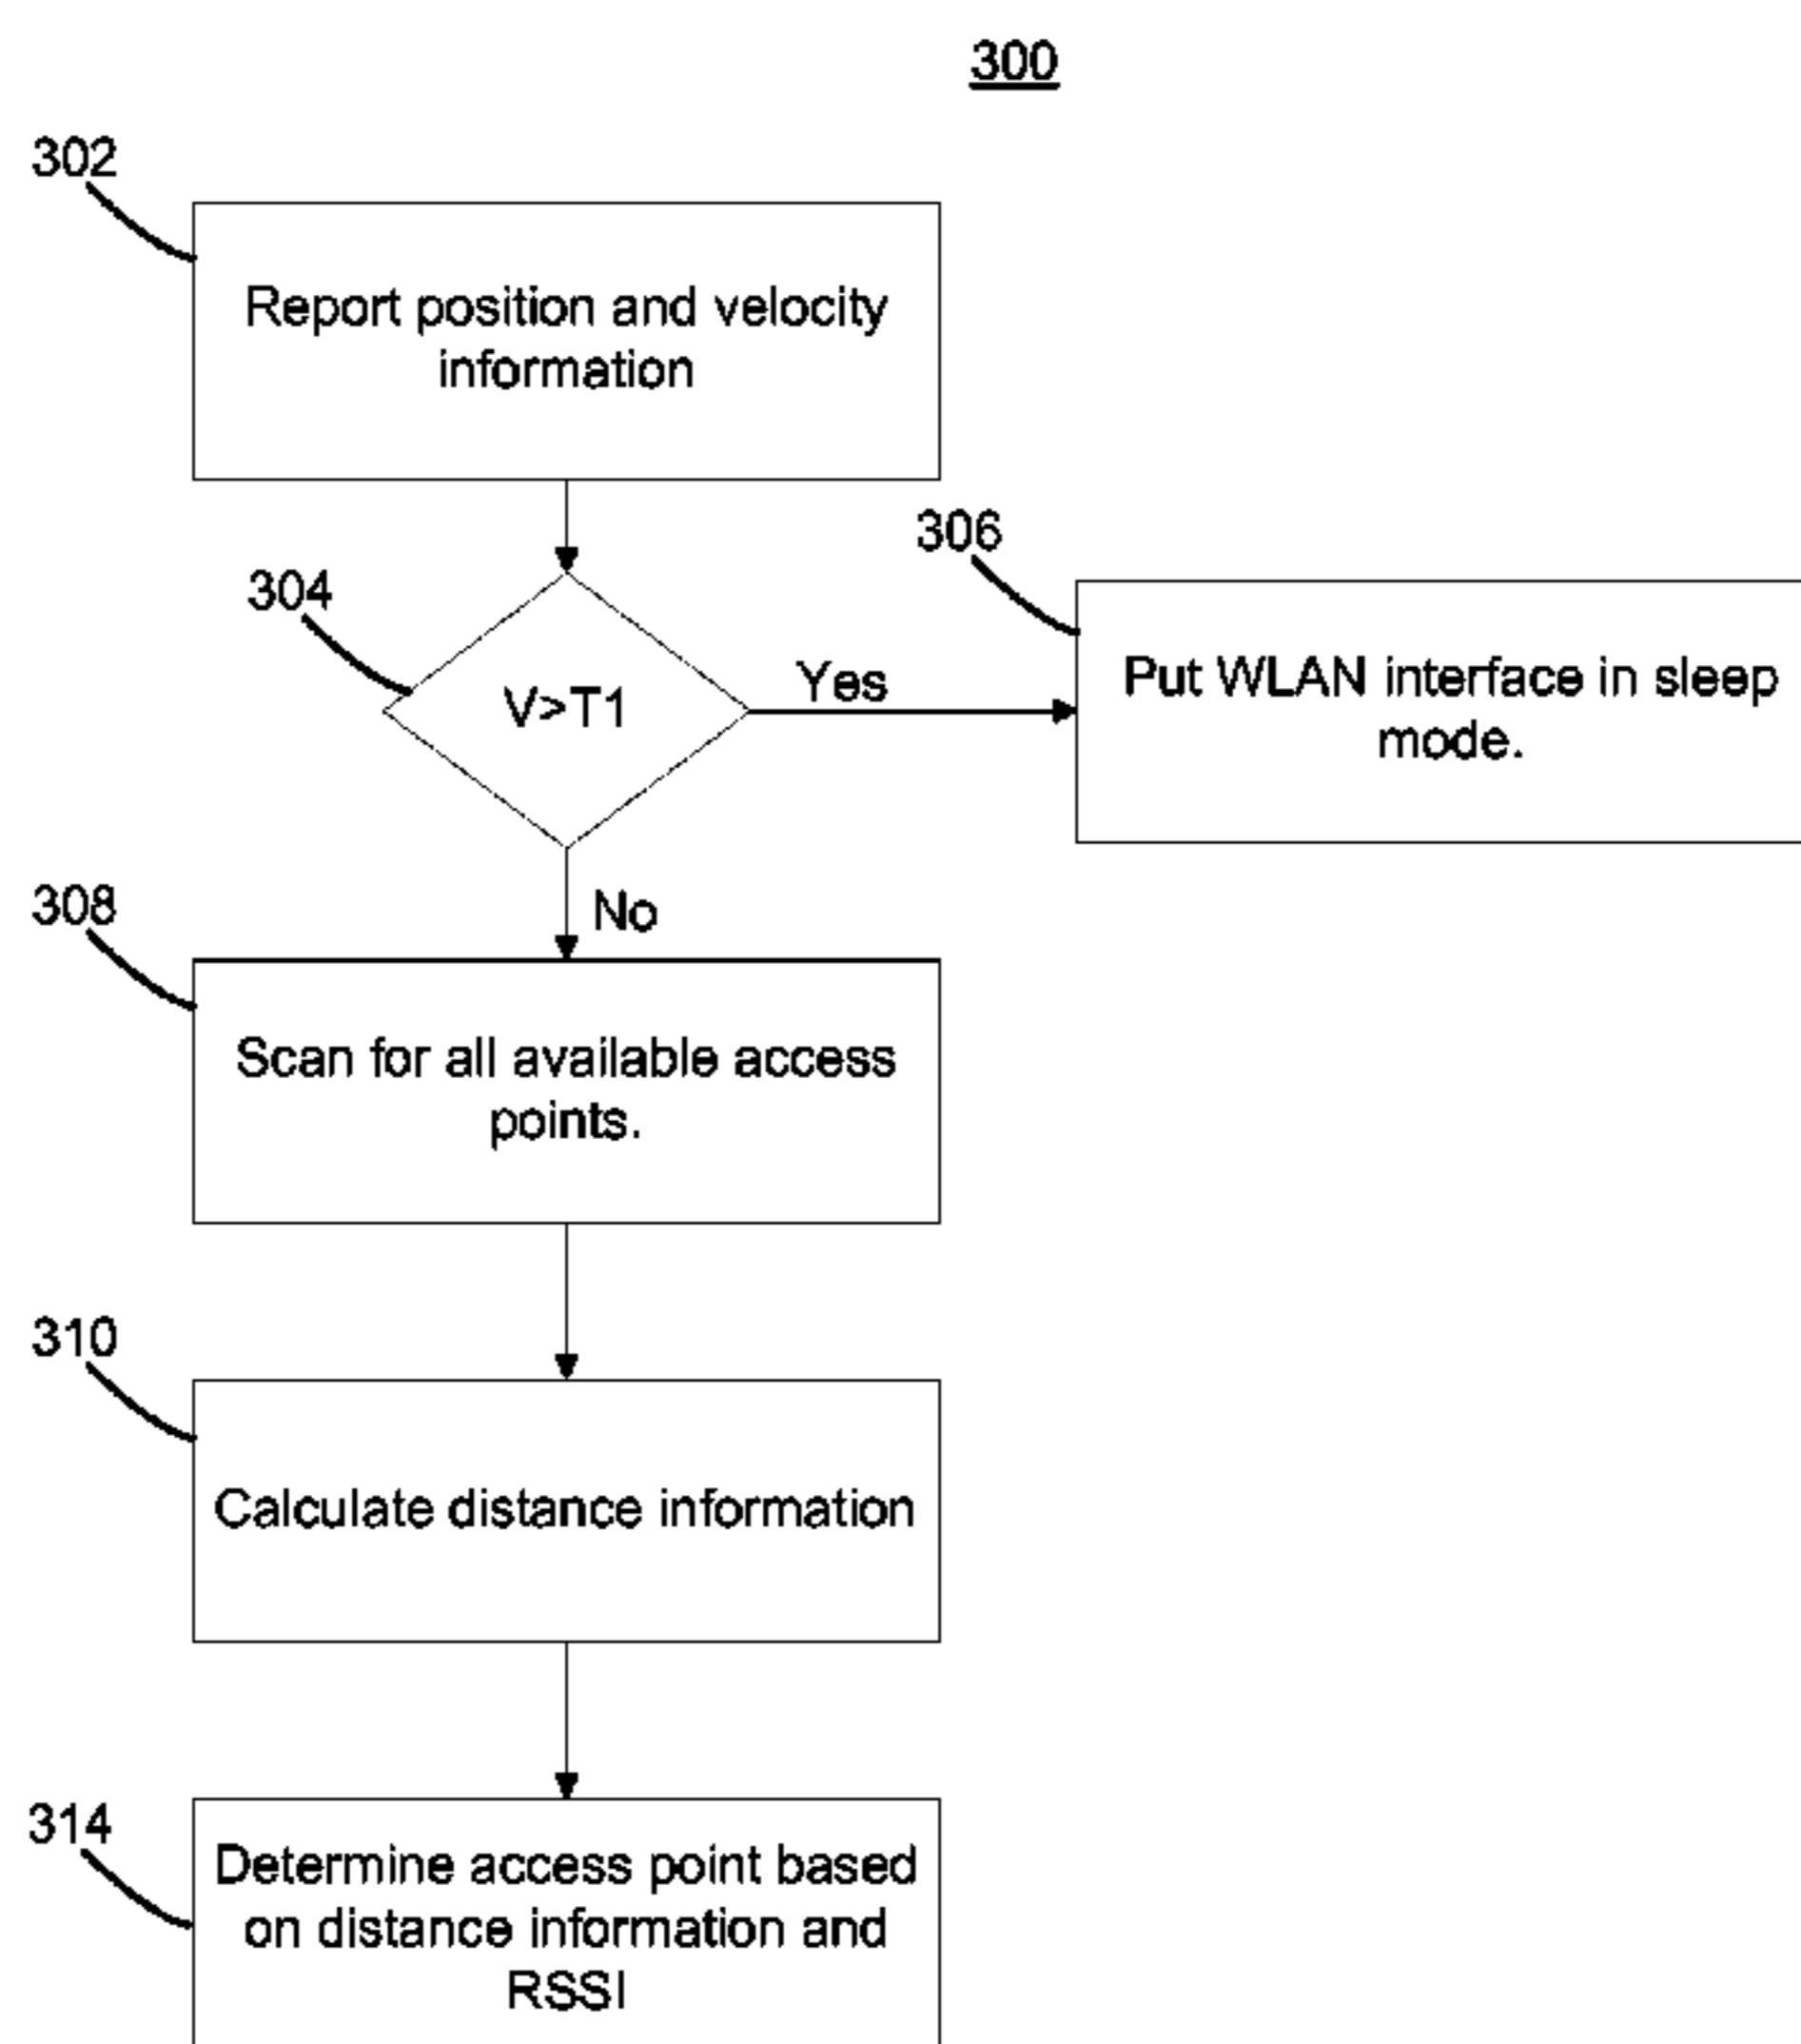 300
302
Report position and velocity
information
304
V>T1
Yes
306
Put WLAN interface in sleep
mode.
No
308
Scan for all available access
points.
310
Calculate distance information
314
Determine access point based
on distance information and
RSSI